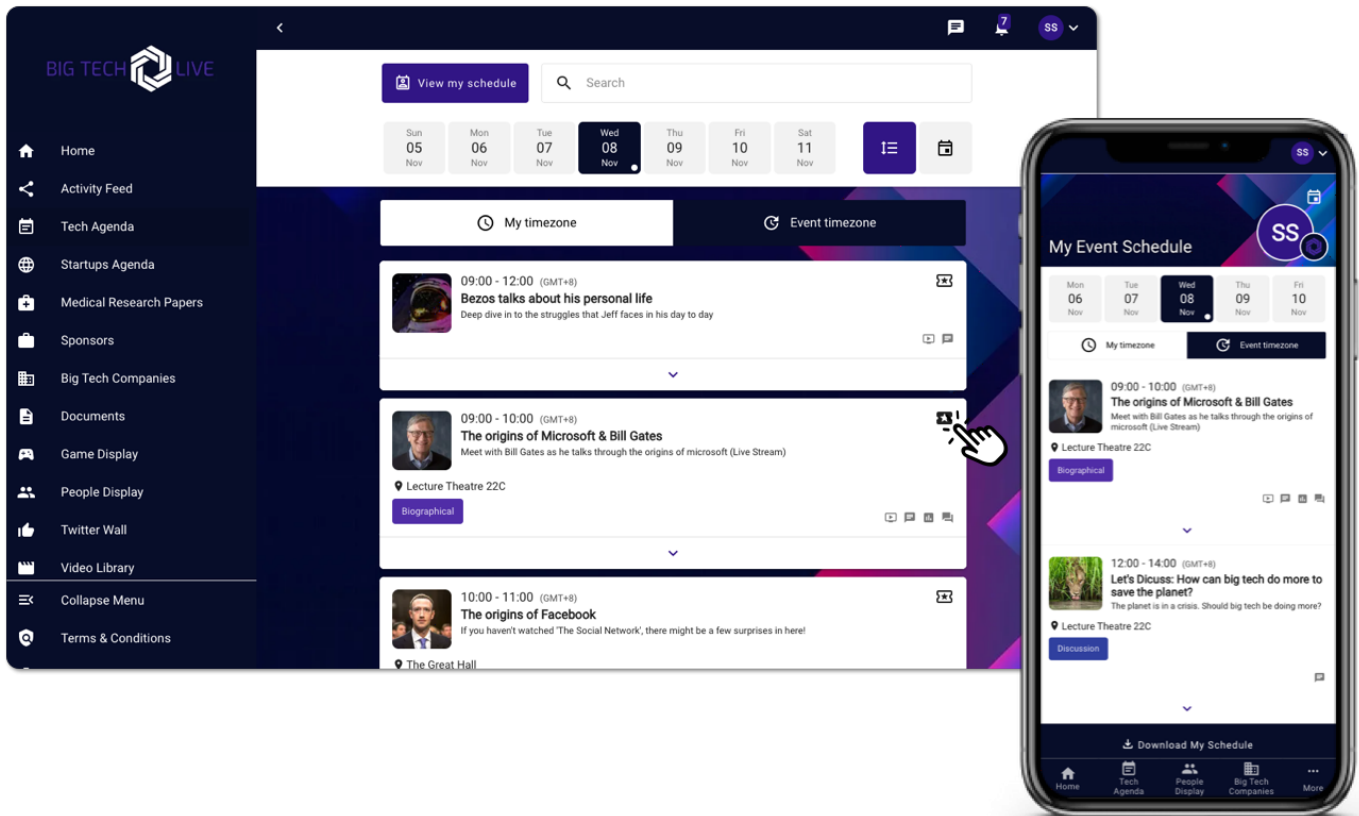 BIG TECH LIVE
Home
Activity Feed
Tech Agenda
Startups Agenda
Medical Research Papers
Sponsors
Big Tech Companies
Documents
Game Display
People Display
Twitter Wall
Video Library
Collapse Menu
Terms & Conditions
7
SS
View my schedule
Search
Sun Mon Tue Wed Thu Fri Sat
05 06 07 08 09 10 11
Nov Nov Nov Nov Nov Nov Nov
My timezone
Event timezone
09:00 - 12:00 (GMT+8)
Bezos talks about his personal life
Deep dive in to the struggles that Jeff faces in his day to day
09:00 - 10:00 (GMT+8)
The origins of Microsoft & Bill Gates
Meet with Bill Gates as he talks through the origins of microsoft (Live Stream)
Lecture Theatre 22C
Biographical
10:00 - 11:00 (GMT+8)
The origins of Facebook
If you haven't watched 'The Social Network', there might be a few surprises in here!
The Great Hall
SS
My Event Schedule
SS
Mon Tue Wed Thu Fri
06 07 08 09 10
Nov Nov Nov Nov Nov
My timezone
Event timezone
09:00 - 10:00 (GMT+8)
The origins of Microsoft & Bill Gates
Meet with Bill Gates as he talks through the origins of
microsoft (Live Stream)
Lecture Theatre 22C
Biographical
12:00 - 14:00 (GMT+8)
Let's Dicuss: How can big tech do more to
save the planet?
The planet is in a crisis. Should big tech be doing more?
Lecture Theatre 22C
Discussion
Download My Schedule
Home
Tech
Agenda
People
Display
Big Tech
Companies
More